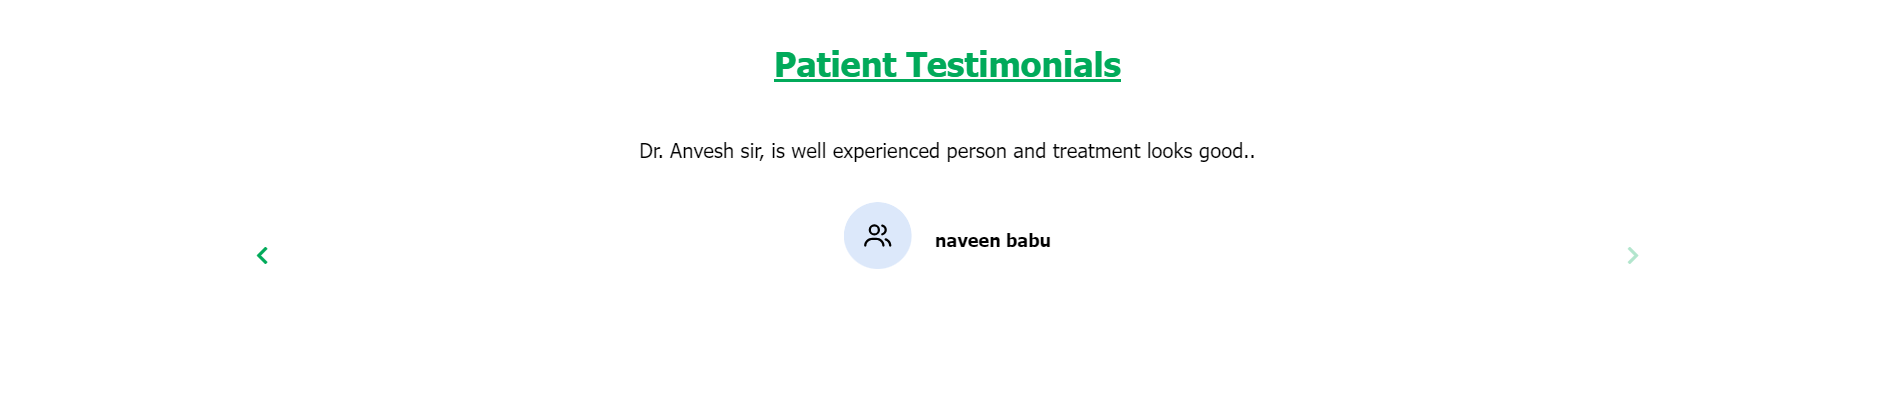 Patient Testimonials
Dr. Anvesh sir, is well experienced person and treatment looks good..
naveen babu